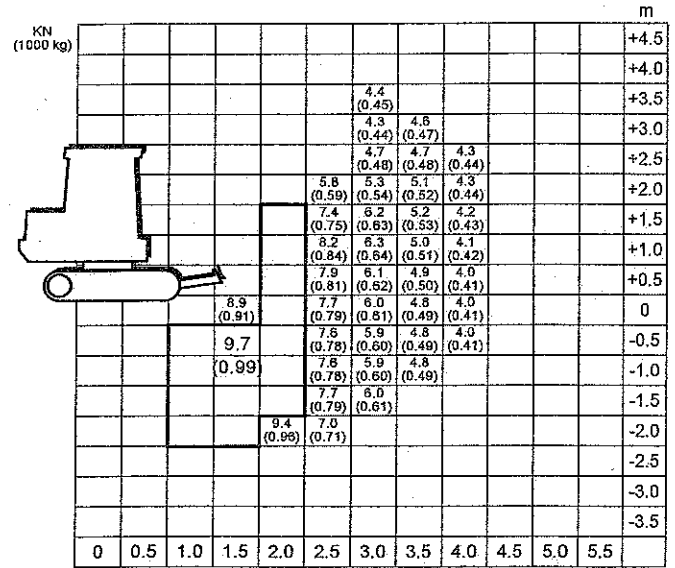 m
KN
(1000 kg)
+4.5
+4.0
4.4
(0.45)
+3.5
4.3 4.6
(0.44) (0.47)
+3.0
4.7 4.7 4.3
(0.48) (0.48) (0.44)
+2.5
5.8 5.3 5.1 4.3
(0.59) (0.54) (0.52) (0.44)
+2.0
7.4 6.2 5.2 4.2
(0.75) (0.63) (0.53) (0.43)
+1.5
8.2 6.3 5.0 4.1
(0.84) (0.64) (0.51) (0.42)
+1.0
7.9 6.1 4.9 4.0
(0.81) (0.62) (0.50) (0.41)
+0.5
8.9 7.7 6.0 4.8 4.0
(0.91) (0.79) (0.61) (0.49) (0.41)
0
9.7 7.6 5.9 4.8 4.0
(0.78) (0.60) (0.49) (0.41)
-0.5
7.6 5.9 4.8
(0.99) (0.78) (0.60) (0.49)
-1.0
7.7 6.0
(0.79) (0.61)
-1.5
9.4 7.0
(0.96) (0.71)
-2.0
-2.5
-3.0
-3.5
0 0.5 1.0 1.5 2.0 2.5 3.0 3.5 4.0 4.5 5.0 5.5